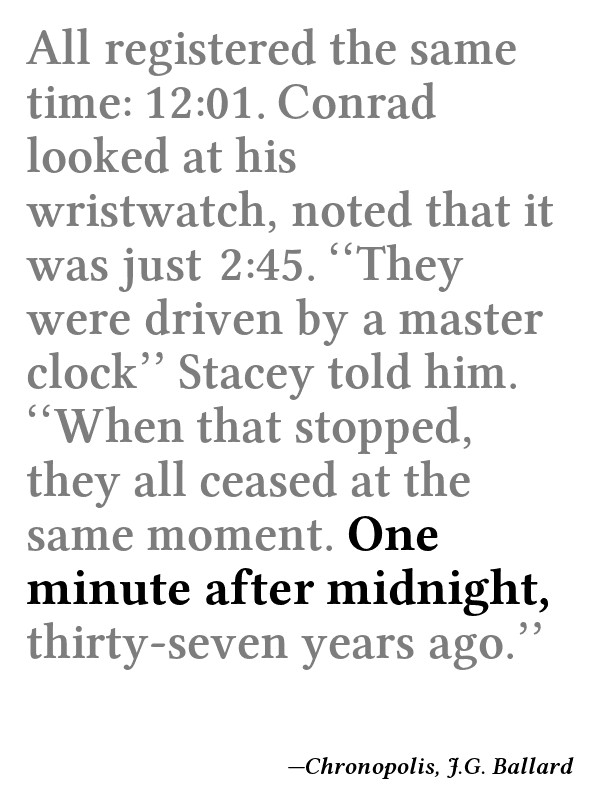 All registered the same
time: 12:01. Conrad
looked at his
wristwatch, noted that it
was just 2:45. ‘‘They
were driven by a master
clock’’ Stacey told him.
‘‘When that stopped,
they all ceased at the
same moment. One
minute after midnight,
thirty-seven years ago.’’
—Chronopolis, J.G. Ballard